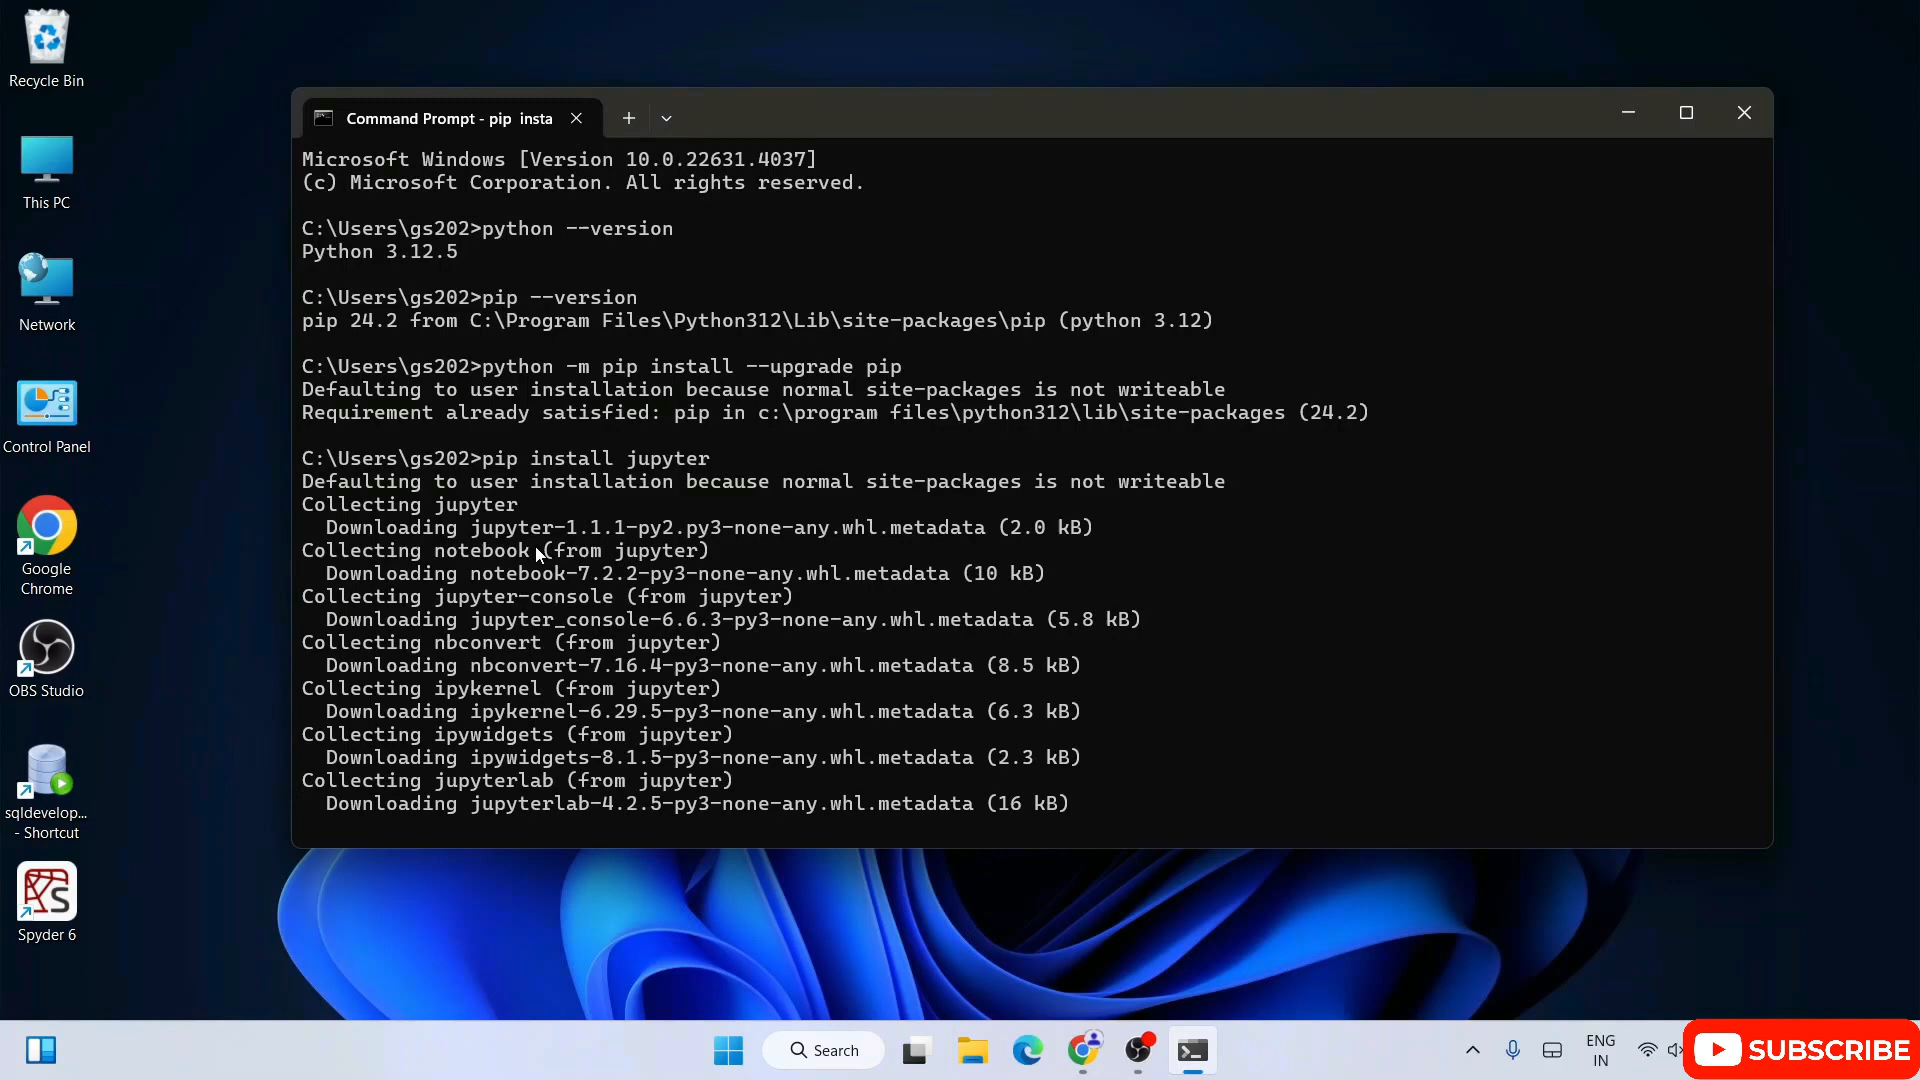 Recycle Bin
This PC
Network
Control Panel
Google
Chrome
OBS Studio
sqldevelop...
- Shortcut
Spyder 6
Command Prompt - pip insta
Microsoft Windows [Version 10.0.22631.4037]
(c) Microsoft Corporation. All rights reserved.
C:\Users\gs202>python --version
Python 3.12.5
C:\Users\gs202>pip --version
pip 24.2 from C:\Program Files\Python312\Lib\site-packages\pip (python 3.12)
C:\Users\gs202>python -m pip install --upgrade pip
Defaulting to user installation because normal site-packages is not writeable
Requirement already satisfied: pip in c:\program files\python312\lib\site-packages (24.2)
C:\Users\gs202>pip install jupyter
Defaulting to user installation because normal site-packages is not writeable
Collecting jupyter
Downloading jupyter-1.1.1-py2.py3-none-any.whl.metadata (2.0 kB)
Collecting notebook (from jupyter)
Downloading notebook-7.2.2-py3-none-any.whl.metadata (10 kB)
Collecting jupyter-console (from jupyter)
Downloading jupyter_console-6.6.3-py3-none-any.whl.metadata (5.8 kB)
Collecting nbconvert (from jupyter)
Downloading nbconvert-7.16.4-py3-none-any.whl.metadata (8.5 kB)
Collecting ipykernel (from jupyter)
Downloading ipykernel-6.29.5-py3-none-any.whl.metadata (6.3 kB)
Collecting ipywidgets (from jupyter)
Downloading ipywidgets-8.1.5-py3-none-any.whl.metadata (2.3 kB)
Collecting jupyterlab (from jupyter)
Downloading jupyterlab-4.2.5-py3-none-any.whl.metadata (16 kB)
Search
ENG
IN
SUBSCRIBE